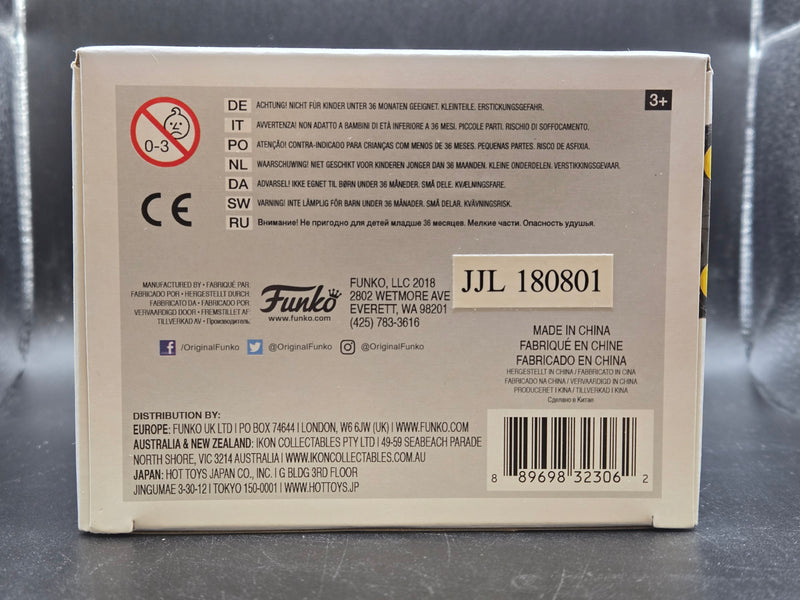 0-3
DE ACHTUNG! NICHT FÜR KINDER UNTER 36 MONATEN GEEIGNET. KLEINTEILE. ERSTICKUNGSGEFAHR.
IT AVVERTENZA! NON ADATTO A BAMBINI DI ETÀ INFERIORE A 36 MESI. PICCOLE PARTI. RISCHIO DI SOFFOCAMENTO.
PO ATENÇÃO! CONTRA-INDICADO PARA CRIANÇAS COM MENOS DE 36 MESES. PEQUENAS PARTES. RISCO DE ASFIXIA.
NL WAARSCHUWING! NIET GESCHIKT VOOR KINDEREN JONGER DAN 36 MAANDEN. KLEINE ONDERDELEN. VERSTIKKINGSGEVAAR.
DA ADVARSEL! IKKE EGNET TIL BØRN UNDER 36 MÅNEDER. SMÅ DELE. KVÆLNINGSFARE.
SW VARNING! INTE LÄMPLIG FÖR BARN UNDER 36 MÅNADER. SMÅ DELAR. KVÄVNINGSRISK.
RU Внимание! Не пригодно для детей младше 36 месяцев. Мелкие части. Опасность удушья.
3+
CE
MANUFACTURED BY • FABRIQUÉ PAR:
FABRICADO POR • HERGESTELLT DURCH:
FABBRICATO DA • FABRICADO POR:
VERVAARDIGD DOOR • FREMSTILLET AF:
TILLVERKAD AV • Производитель:
Funko
www.funko.com
FUNKO, LLC 2018
2802 WETMORE AVE
EVERETT, WA 98201
(425) 783-3616
JJL 180801
/OriginalFunko @OriginalFunko @OriginalFunko
MADE IN CHINA
FABRIQUÉ EN CHINE
FABRICADO EN CHINA
HERGESTELLT IN CHINA / FABBRICATO IN CINA
FABRICADO NA CHINA / VERVAARDIGD IN CHINA
PRODUCERET I KINA / TILLVERKAD I KINA
Сделано в Китае
DISTRIBUTION BY:
EUROPE: FUNKO UK LTD | PO BOX 74644 | LONDON, W6 6JW (UK) | WWW.FUNKO.COM
AUSTRALIA & NEW ZEALAND: IKON COLLECTABLES PTY LTD | 49-59 SEABEACH PARADE
NORTH SHORE, VIC 3214 AUSTRALIA | WWW.IKONCOLLECTABLES.COM.AU
JAPAN: HOT TOYS JAPAN CO., INC. | G BLDG 3RD FLOOR
JINGUMAE 3-30-12 | TOKYO 150-0001 | WWW.HOTTOYS.JP
8 89698 32306 2